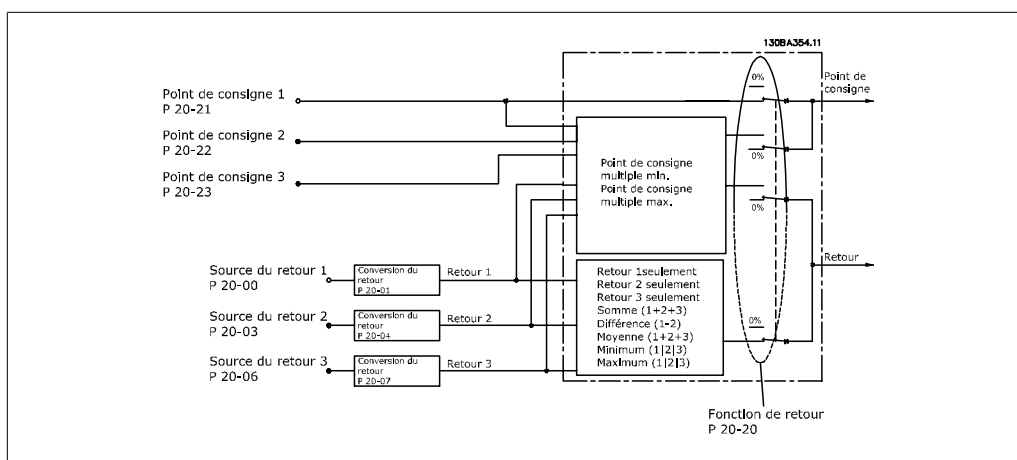 130BA354.11
0%
Point de
consigne
Point de consigne 1
P 20-21
Point de consigne 2
P 20-22
Point de consigne 3
P 20-23
Point de consigne
multiple min.
Point de consigne
multiple max.
0%
0%
Retour
Source du retour 1
P 20-00
Conversion du
retour
P 20-01
Retour 1
Source du retour 2
P 20-03
Conversion du
retour
P 20-04
Retour 2
Source du retour 3
P 20-06
Conversion du
retour
P 20-07
Retour 3
Retour 1seulement
Retour 2 seulement
Retour 3 seulement
Somme (1+2+3)
Différence (1-2)
Moyenne (1+2+3)
Minimum (1|2|3)
Maximum (1|2|3)
0%
Fonction de retour
P 20-20